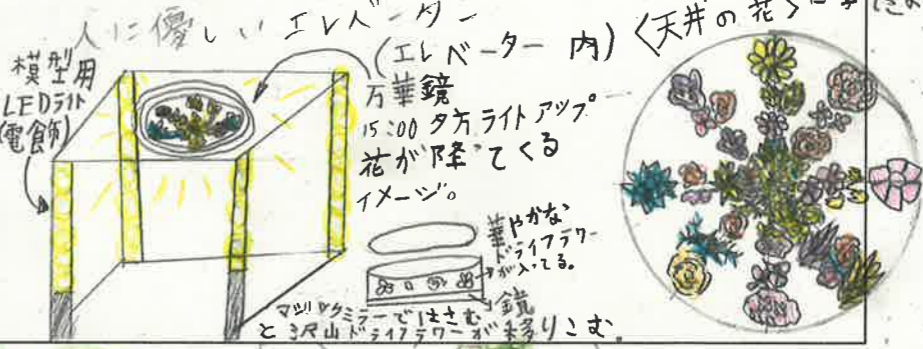 人に優しいエレベーター
(エレベーター内)
〈天井の花〉
模型用
LEDライト
(電飾)
万華鏡
15:00 夕方ライトアップ
花が降ってくる
イメージ。
華やかな
ドライフラワー
が入ってる。
鏡
マジックミラーではさむ
と沢山ドライフラワーが移りこむ。